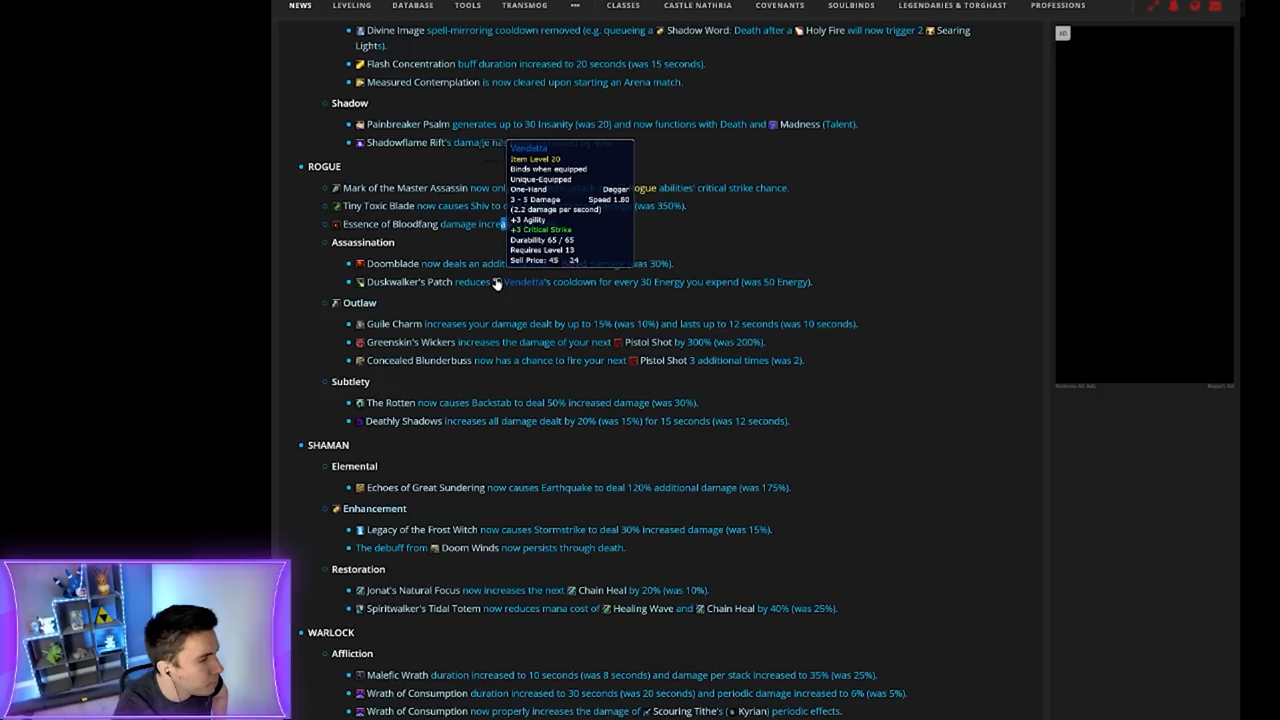 NEWS LEVELING DATABASE TOOLS TRANSMOG ••• CLASSES CASTLE NATHRIA COVENANTS SOULBINDS LEGENDARIES & TORGHAST PROFESSIONS
Divine Image spell-mirroring cooldown removed (e.g. queueing a Shadow Word: Death after a Holy Fire will now trigger 2 Searing
Lights).
AD
Flash Concentration buff duration increased to 20 seconds (was 15 seconds).
Measured Contemplation is now cleared upon starting an Arena match.
Shadow
Painbreaker Psalm generates up to 30 Insanity (was 20) and now functions with Death and Madness (Talent).
Shadowflame Rift's damage
Vendetta
Item Level 20
Binds when equipped
Unique-Equipped
One-Hand Dagger
3 - 5 Damage Speed 1.80
(2.2 damage per second)
+3 Agility
+3 Critical Strike
Durability 65 / 65
Requires Level 13
Sell Price: 45 24
ROGUE
Mark of the Master Assassin now abilities' critical strike chance.
Tiny Toxic Blade now causes Shiv to (was 350%).
Essence of Bloodfang damage
Assassination
Doomblade now deals an (was 30%).
Duskwalker's Patch reduces Vendetta's cooldown for every 30 Energy you expend (was 50 Energy).
Outlaw
Guile Charm increases your damage dealt by up to 15% (was 10%) and lasts up to 12 seconds (was 10 seconds).
Greenskin's Wickers increases the damage of your next Pistol Shot by 300% (was 200%).
Concealed Blunderbuss now has a chance to fire your next Pistol Shot 3 additional times (was 2).
Subtlety
The Rotten now causes Backstab to deal 50% increased damage (was 30%).
Deathly Shadows increases all damage dealt by 20% (was 15%) for 15 seconds (was 12 seconds).
SHAMAN
Elemental
Echoes of Great Sundering now causes Earthquake to deal 120% additional damage (was 175%).
Enhancement
Legacy of the Frost Witch now causes Stormstrike to deal 30% increased damage (was 15%).
The debuff from Doom Winds now persists through death.
Restoration
Jonat's Natural Focus now increases the next Chain Heal by 20% (was 10%).
Spiritwalker's Tidal Totem now reduces mana cost of Healing Wave and Chain Heal by 40% (was 25%).
WARLOCK
Affliction
Malefic Wrath duration increased to 10 seconds (was 8 seconds) and damage per stack increased to 35% (was 25%).
Wrath of Consumption duration increased to 30 seconds (was 20 seconds) and periodic damage increased to 6% (was 5%).
Wrath of Consumption now properly increases the damage of Scouring Tithe's (Kyrian) periodic effects.